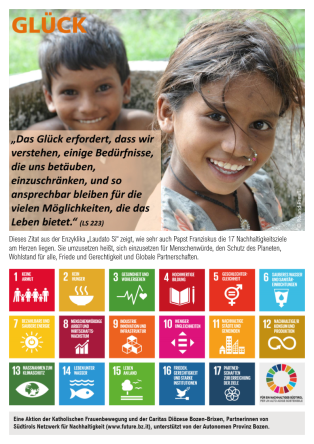 GLÜCK
„Das Glück erfordert, dass wir
verstehen, einige Bedürfnisse,
die uns betäuben,
einzuschränken, und so
ansprechbar bleiben für die
vielen Möglichkeiten, die das
Leben bietet.“ (LS 223)
Dieses Zitat aus der Enzyklika „Laudato Si“ zeigt, wie sehr auch Papst Franziskus die 17 Nachhaltigkeitsziele
am Herzen liegen. Sie umzusetzen heißt, sich einzusetzen für Menschenwürde, den Schutz des Planeten,
Wohlstand für alle, Friede und Gerechtigkeit und Globale Partnerschaften.
1 KEINE ARMUT
2 KEIN HUNGER
3 GESUNDHEIT UND WOHLERGEHEN
4 HOCHWERTIGE BILDUNG
5 GESCHLECHTER-GLEICHHEIT
6 SAUBERES WASSER UND SANITÄR-EINRICHTUNGEN
7 BEZAHLBARE UND SAUBERE ENERGIE
8 MENSCHENWÜRDIGE ARBEIT UND WIRTSCHAFTS-WACHSTUM
9 INDUSTRIE, INNOVATION UND INFRASTRUKTUR
10 WENIGER UNGLEICHHEITEN
11 NACHHALTIGE STÄDTE UND GEMEINDEN
12
13 MASSNAHMEN ZUM KLIMASCHUTZ
14 LEBEN UNTER WASSER
15 LEBEN AN LAND
16 FRIEDEN, GERECHTIGKEIT UND STARKE INSTITUTIONEN
17 PARTNER-SCHAFTEN ZUR ERREICHUNG DER ZIELE
Eine Aktion der Katholischen Frauenbewegung und der Caritas Diözese Bozen-Brixen, Partnerinnen von
Südtirols Netzwerk für Nachhaltigkeit (www.future.bz.it), unterstützt von der Autonomen Provinz Bozen.